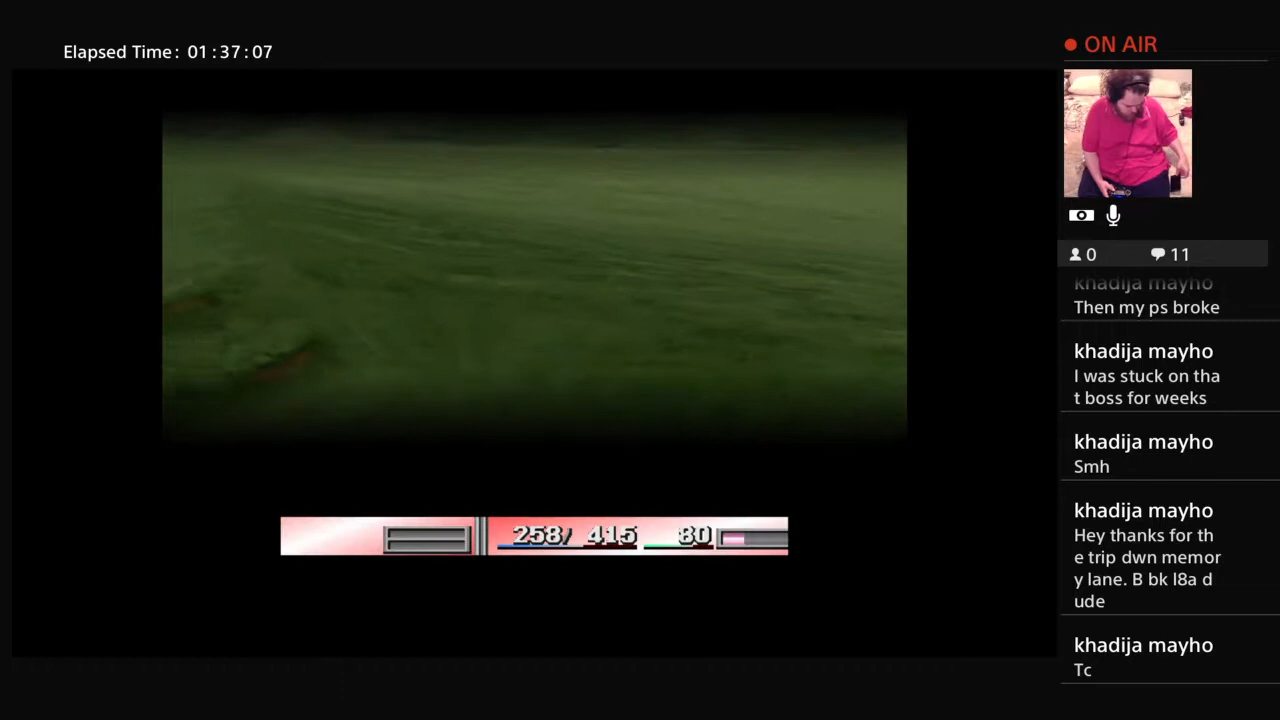 Elapsed Time: 01:37:07
ON AIR
0 11
khadija mayho
Then my ps broke
khadija mayho
I was stuck on tha
t boss for weeks
khadija mayho
Smh
khadija mayho
Hey thanks for th
e trip dwn memor
y lane. B bk l8a d
ude
khadija mayho
Tc
258/ 415 80